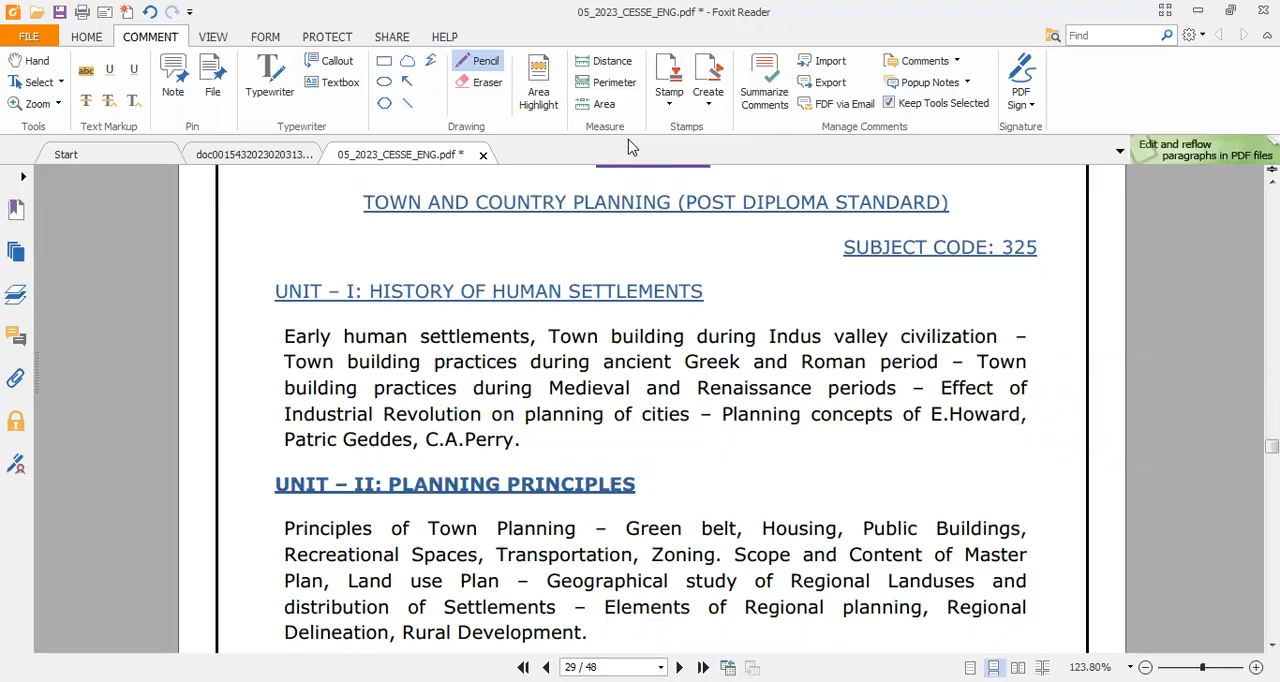 05_2023_CESSE_ENG.pdf * - Foxit Reader
FILE HOME COMMENT VIEW FORM PROTECT SHARE HELP
Find
Hand
Select
Zoom
Tools
abc U U
T T T
Text Markup
Note
File
Pin
Typewriter
Callout
Textbox
Typewriter
Pencil
Eraser
Drawing
Area
Highlight
Distance
Perimeter
Area
Measure
Stamp
Create
Stamps
Summarize
Comments
Import
Export
FDF via Email
Comments
Popup Notes
Keep Tools Selected
Manage Comments
PDF
Sign
Signature
Start
doc0015432023020313...
05_2023_CESSE_ENG.pdf *
Edit and reflow
paragraphs in PDF files
TOWN AND COUNTRY PLANNING (POST DIPLOMA STANDARD)
SUBJECT CODE: 325
UNIT – I: HISTORY OF HUMAN SETTLEMENTS
Early human settlements, Town building during Indus valley civilization –
Town building practices during ancient Greek and Roman period – Town
building practices during Medieval and Renaissance periods – Effect of
Industrial Revolution on planning of cities – Planning concepts of E.Howard,
Patric Geddes, C.A.Perry.
UNIT – II: PLANNING PRINCIPLES
Principles of Town Planning – Green belt, Housing, Public Buildings,
Recreational Spaces, Transportation, Zoning. Scope and Content of Master
Plan, Land use Plan – Geographical study of Regional Landuses and
distribution of Settlements – Elements of Regional planning, Regional
Delineation, Rural Development.
29 / 48
123.80%